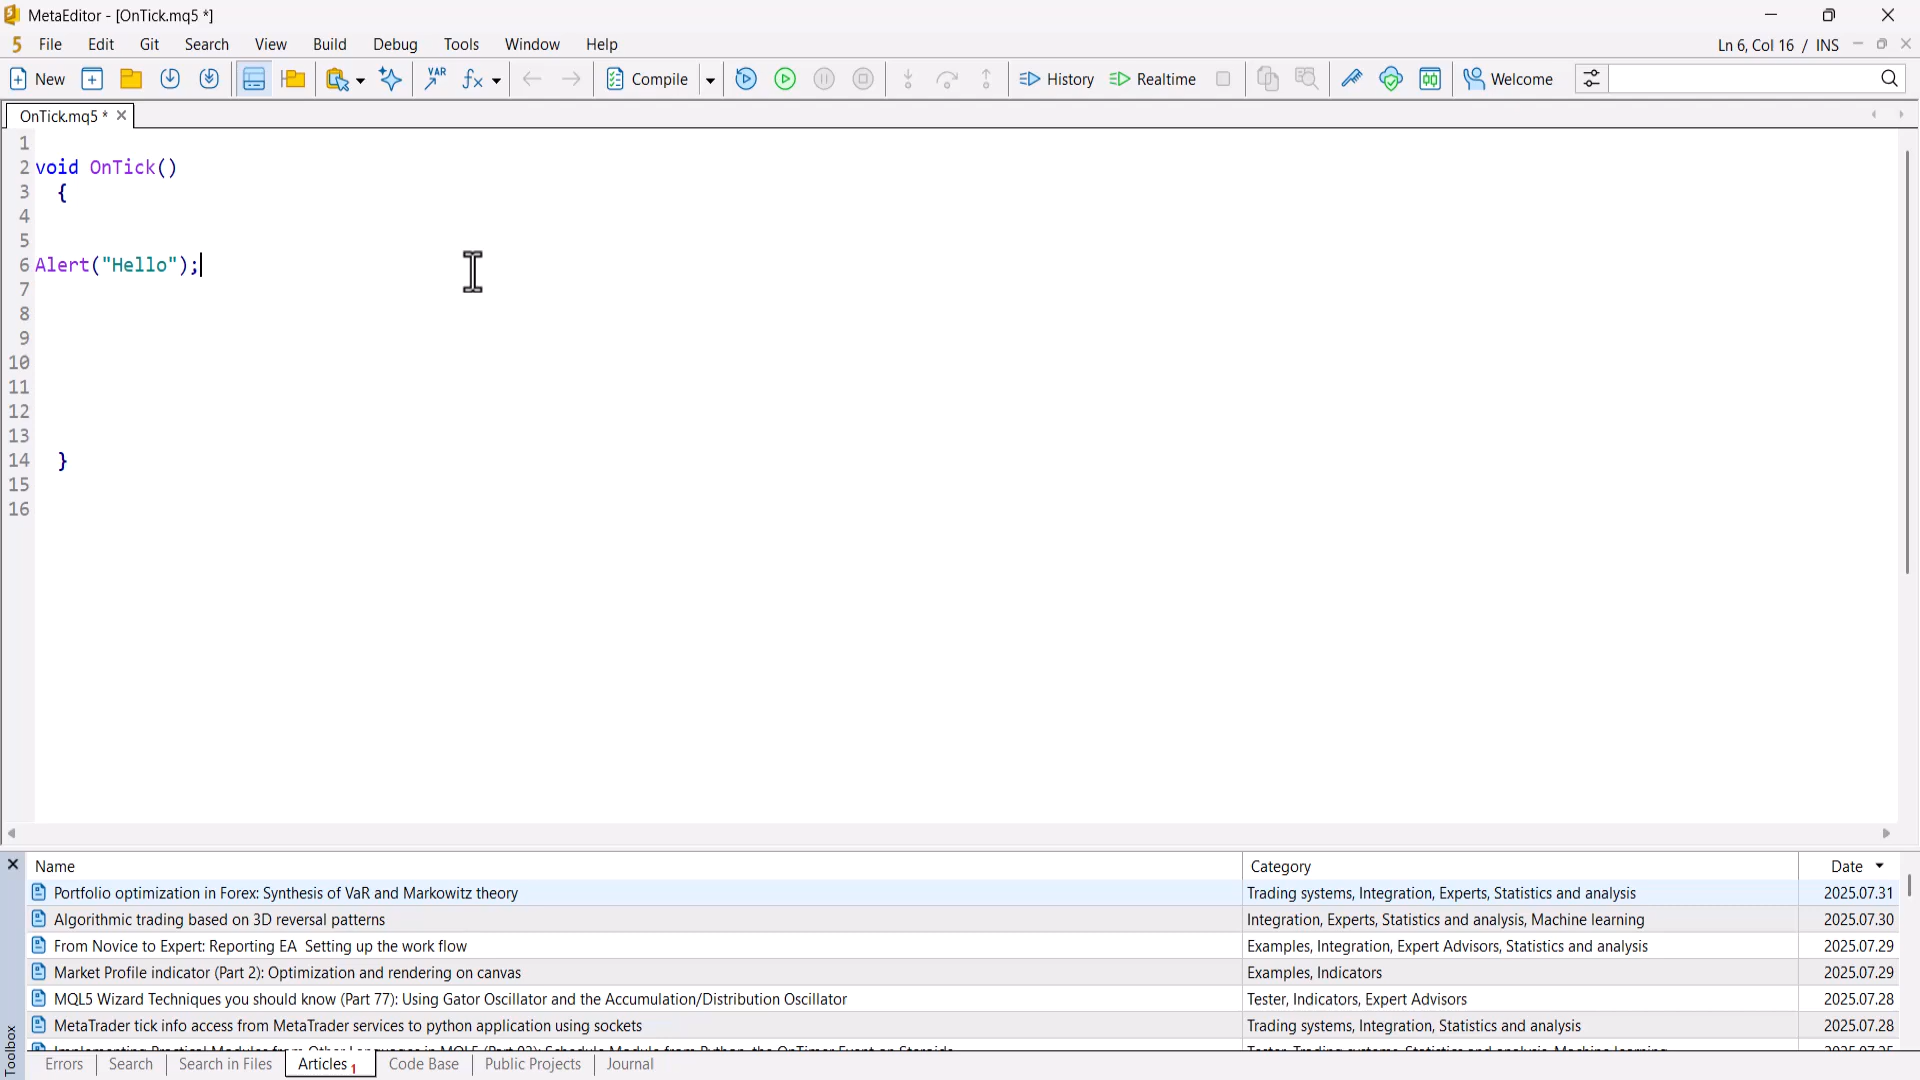 MetaEditor - [OnTick.mq5 *]
5 File Edit Git Search View Build Debug Tools Window Help Ln 6, Col 16 / INS
New VAR fx Compile History Realtime Welcome
OnTick.mq5 *
1
2 void OnTick()
3 {
4
5
6 Alert("Hello");
7
8
9
10
11
12
13
14 }
15
16
Name Category Date
Portfolio optimization in Forex: Synthesis of VaR and Markowitz theory Trading systems, Integration, Experts, Statistics and analysis 2025.07.31
Algorithmic trading based on 3D reversal patterns Integration, Experts, Statistics and analysis, Machine learning 2025.07.30
From Novice to Expert: Reporting EA Setting up the work flow Examples, Integration, Expert Advisors, Statistics and analysis 2025.07.29
Market Profile indicator (Part 2): Optimization and rendering on canvas Examples, Indicators 2025.07.29
MQL5 Wizard Techniques you should know (Part 77): Using Gator Oscillator and the Accumulation/Distribution Oscillator Tester, Indicators, Expert Advisors 2025.07.28
MetaTrader tick info access from MetaTrader services to python application using sockets Trading systems, Integration, Statistics and analysis 2025.07.28
Toolbox
Errors Search Search in Files Articles 1 Code Base Public Projects Journal